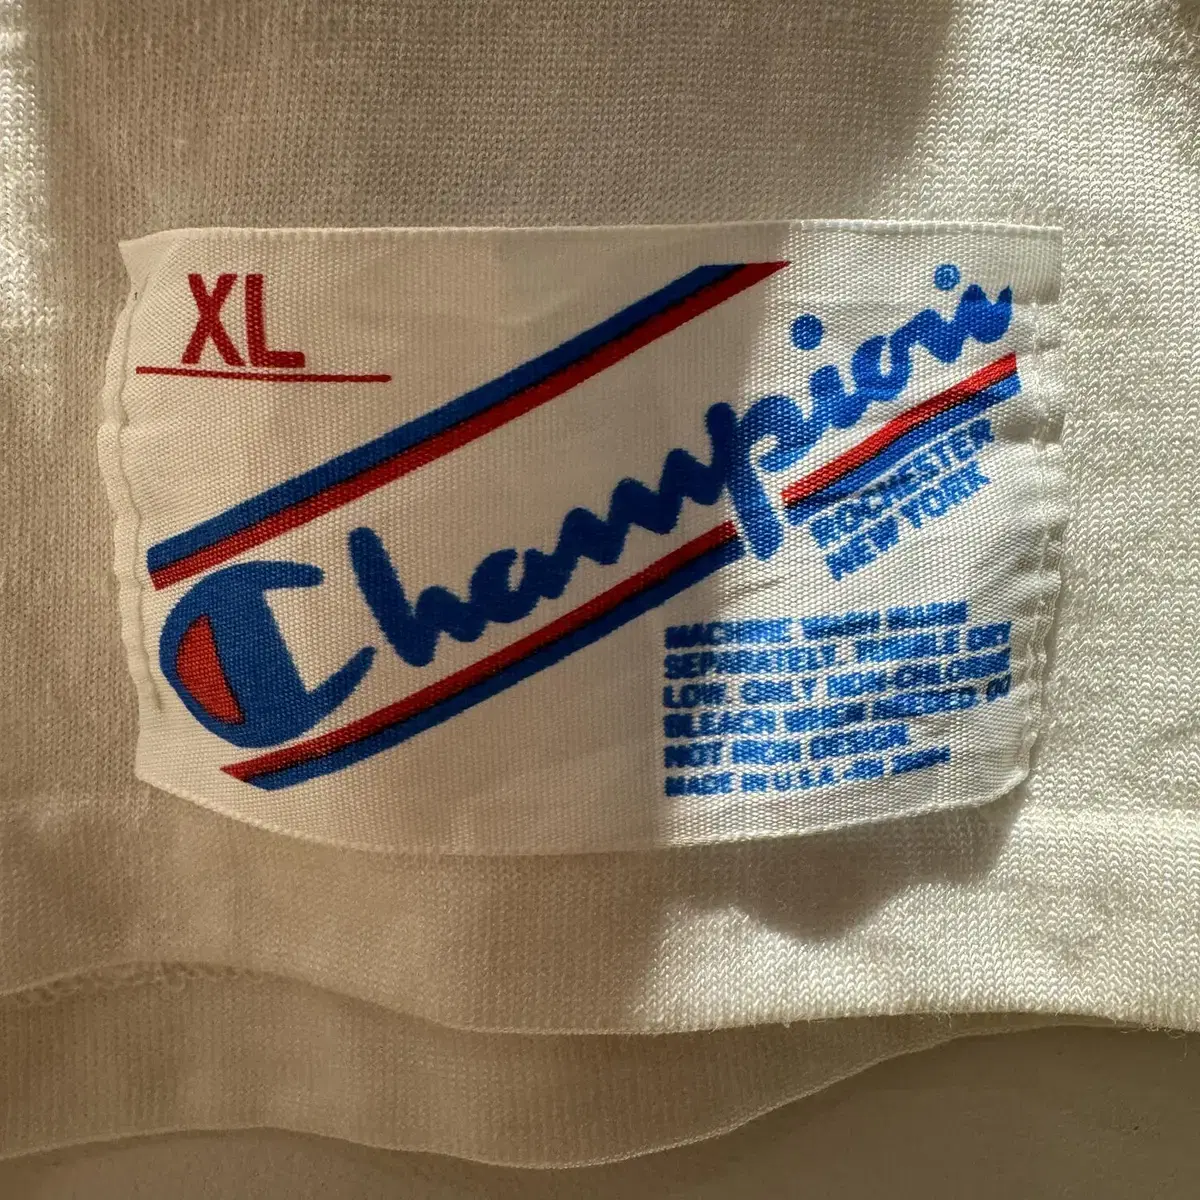 XL
Champion®
ROCHESTER
NEW YORK
MACHINE WASH WARM
SEPARATELY. TUMBLE DRY
LOW. ONLY NON-CHLORINE
BLEACH WHEN NEEDED. DO
NOT IRON DESIGN.
MADE IN U.S.A.